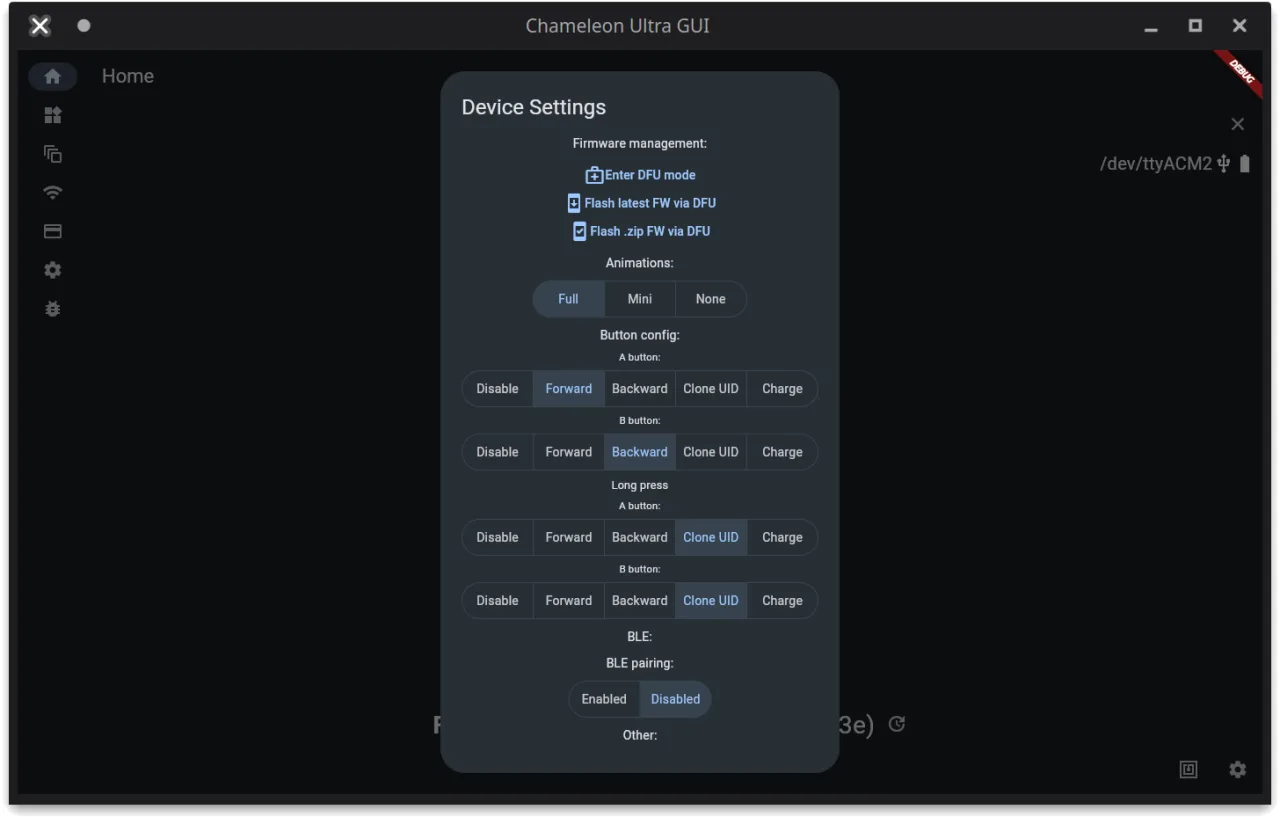 Chameleon Ultra GUI
Home
DEBUG
/dev/ttyACM2
Device Settings
Firmware management:
Enter DFU mode
Flash latest FW via DFU
Flash .zip FW via DFU
Animations:
Full Mini None
Button config:
A button:
Disable Forward Backward Clone UID Charge
B button:
Disable Forward Backward Clone UID Charge
Long press
A button:
Disable Forward Backward Clone UID Charge
B button:
Disable Forward Backward Clone UID Charge
BLE:
BLE pairing:
Enabled Disabled
3e)
Other: